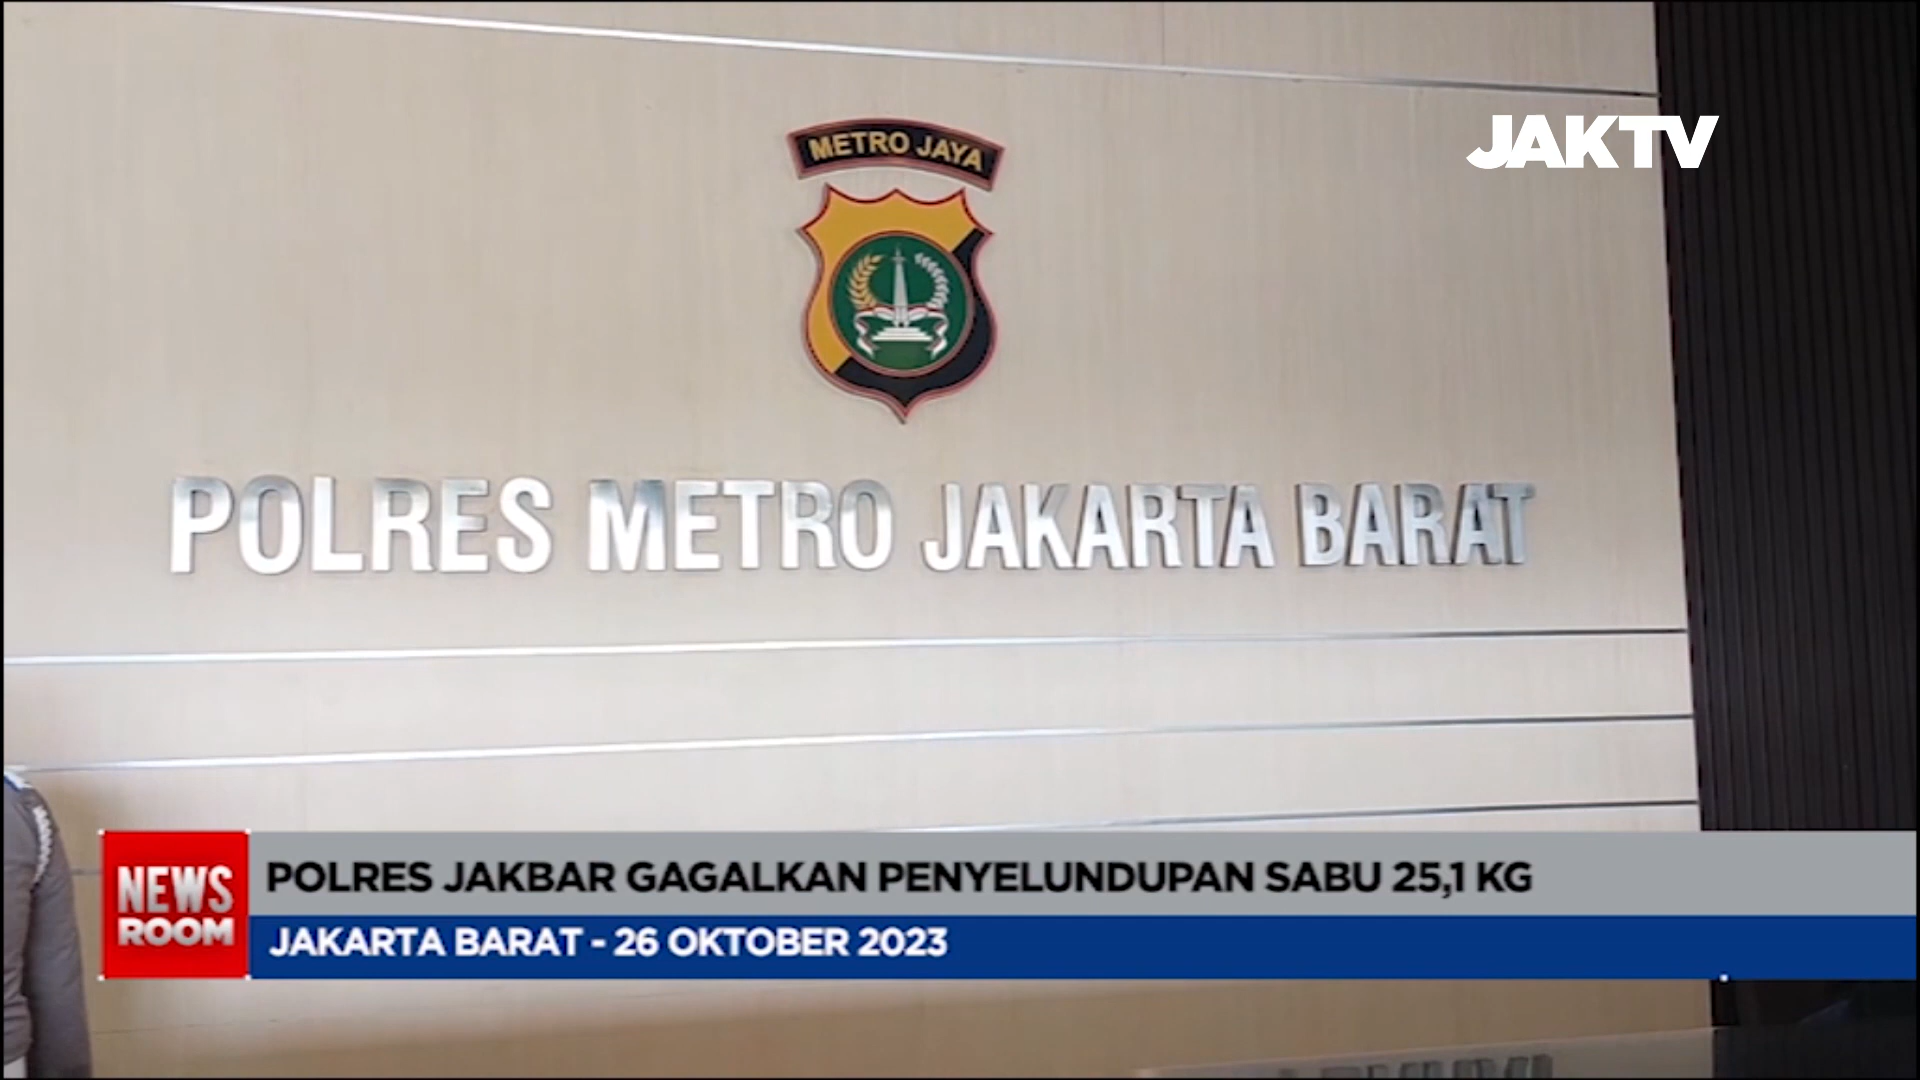 METRO JAYA
JAKTV
POLRES METRO JAKARTA BARAT
NEWS
ROOM
POLRES JAKBAR GAGALKAN PENYELUNDUPAN SABU 25,1 KG
JAKARTA BARAT - 26 OKTOBER 2023